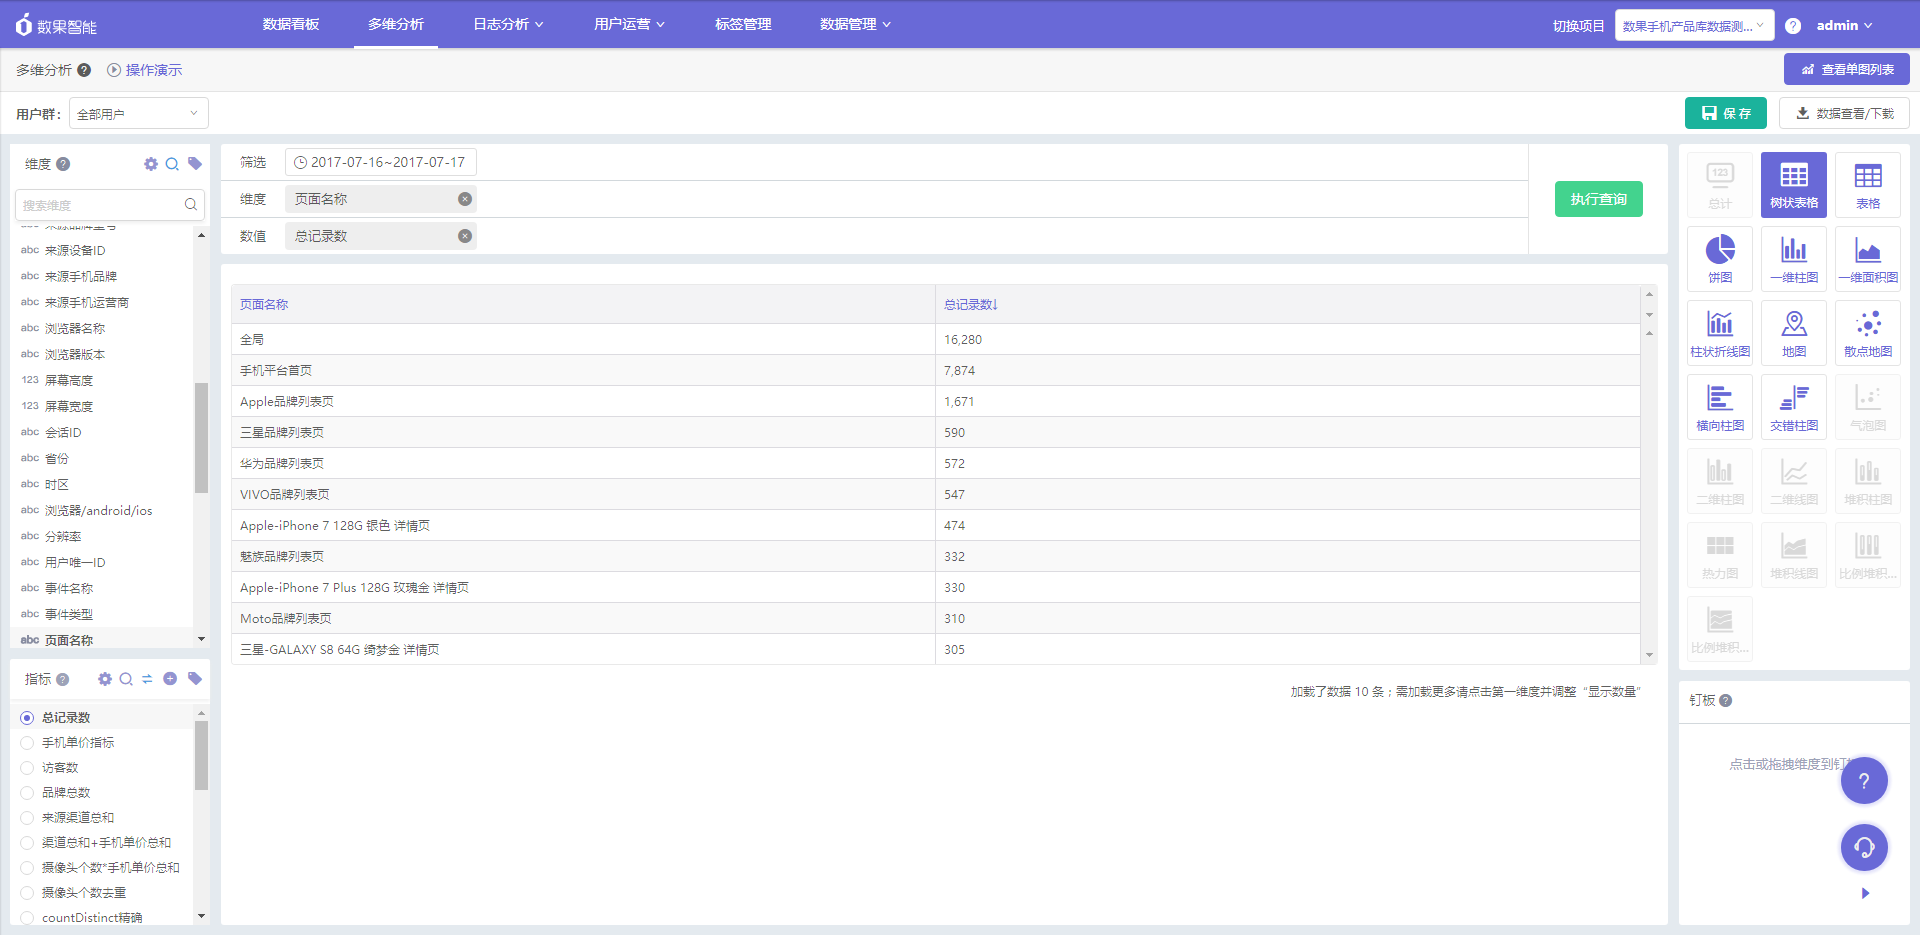 数果智能
数据看板
多维分析
日志分析
用户运营
标签管理
数据管理
切换项目
数果手机产品库数据测...
?
admin
多维分析 ?
操作演示
查看单图列表
用户群：
全部用户
保 存
数据查看/下载
维度 ?
搜索维度
abc 来源设备ID
abc 来源手机品牌
abc 来源手机运营商
abc 浏览器名称
abc 浏览器版本
123 屏幕高度
123 屏幕宽度
abc 会话ID
abc 省份
abc 时区
abc 浏览器/android/ios
abc 分辨率
abc 用户唯一ID
abc 事件名称
abc 事件类型
abc 页面名称
指标 ?
总记录数
手机单价指标
访客数
品牌总数
来源渠道总和
渠道总和+手机单价总和
摄像头个数*手机单价总和
摄像头个数去重
countDistinct精确
筛选
2017-07-16~2017-07-17
维度
页面名称
数值
总记录数
执行查询
页面名称 总记录数↓
全局 16,280
手机平台首页 7,874
Apple品牌列表页 1,671
三星品牌列表页 590
华为品牌列表页 572
VIVO品牌列表页 547
Apple-iPhone 7 128G 银色 详情页 474
魅族品牌列表页 332
Apple-iPhone 7 Plus 128G 玫瑰金 详情页 330
Moto品牌列表页 310
三星-GALAXY S8 64G 绮梦金 详情页 305
加载了数据 10 条；需加载更多请点击第一维度并调整“显示数量”
123
总计
树状表格
表格
饼图
一维柱图
一维面积图
柱状折线图
地图
散点地图
横向柱图
交错柱图
气泡图
二维柱图
二维线图
堆积柱图
热力图
堆积线图
比例堆积...
比例堆积...
钉板 ?
点击或拖拽维度到钉
?